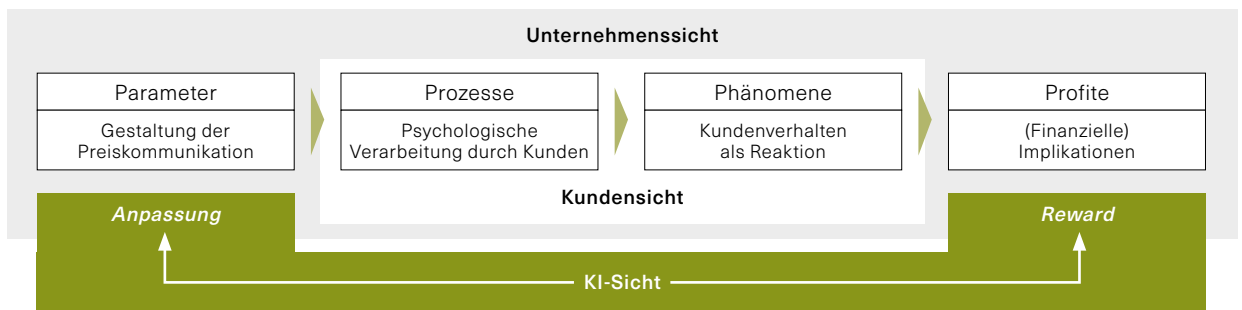 Unternehmenssicht
Parameter
Gestaltung der
Preiskommunikation
Prozesse
Psychologische
Verarbeitung durch Kunden
Phänomene
Kundenverhalten
als Reaktion
Profite
(Finanzielle)
Implikationen
Kundensicht
Anpassung
Reward
KI-Sicht